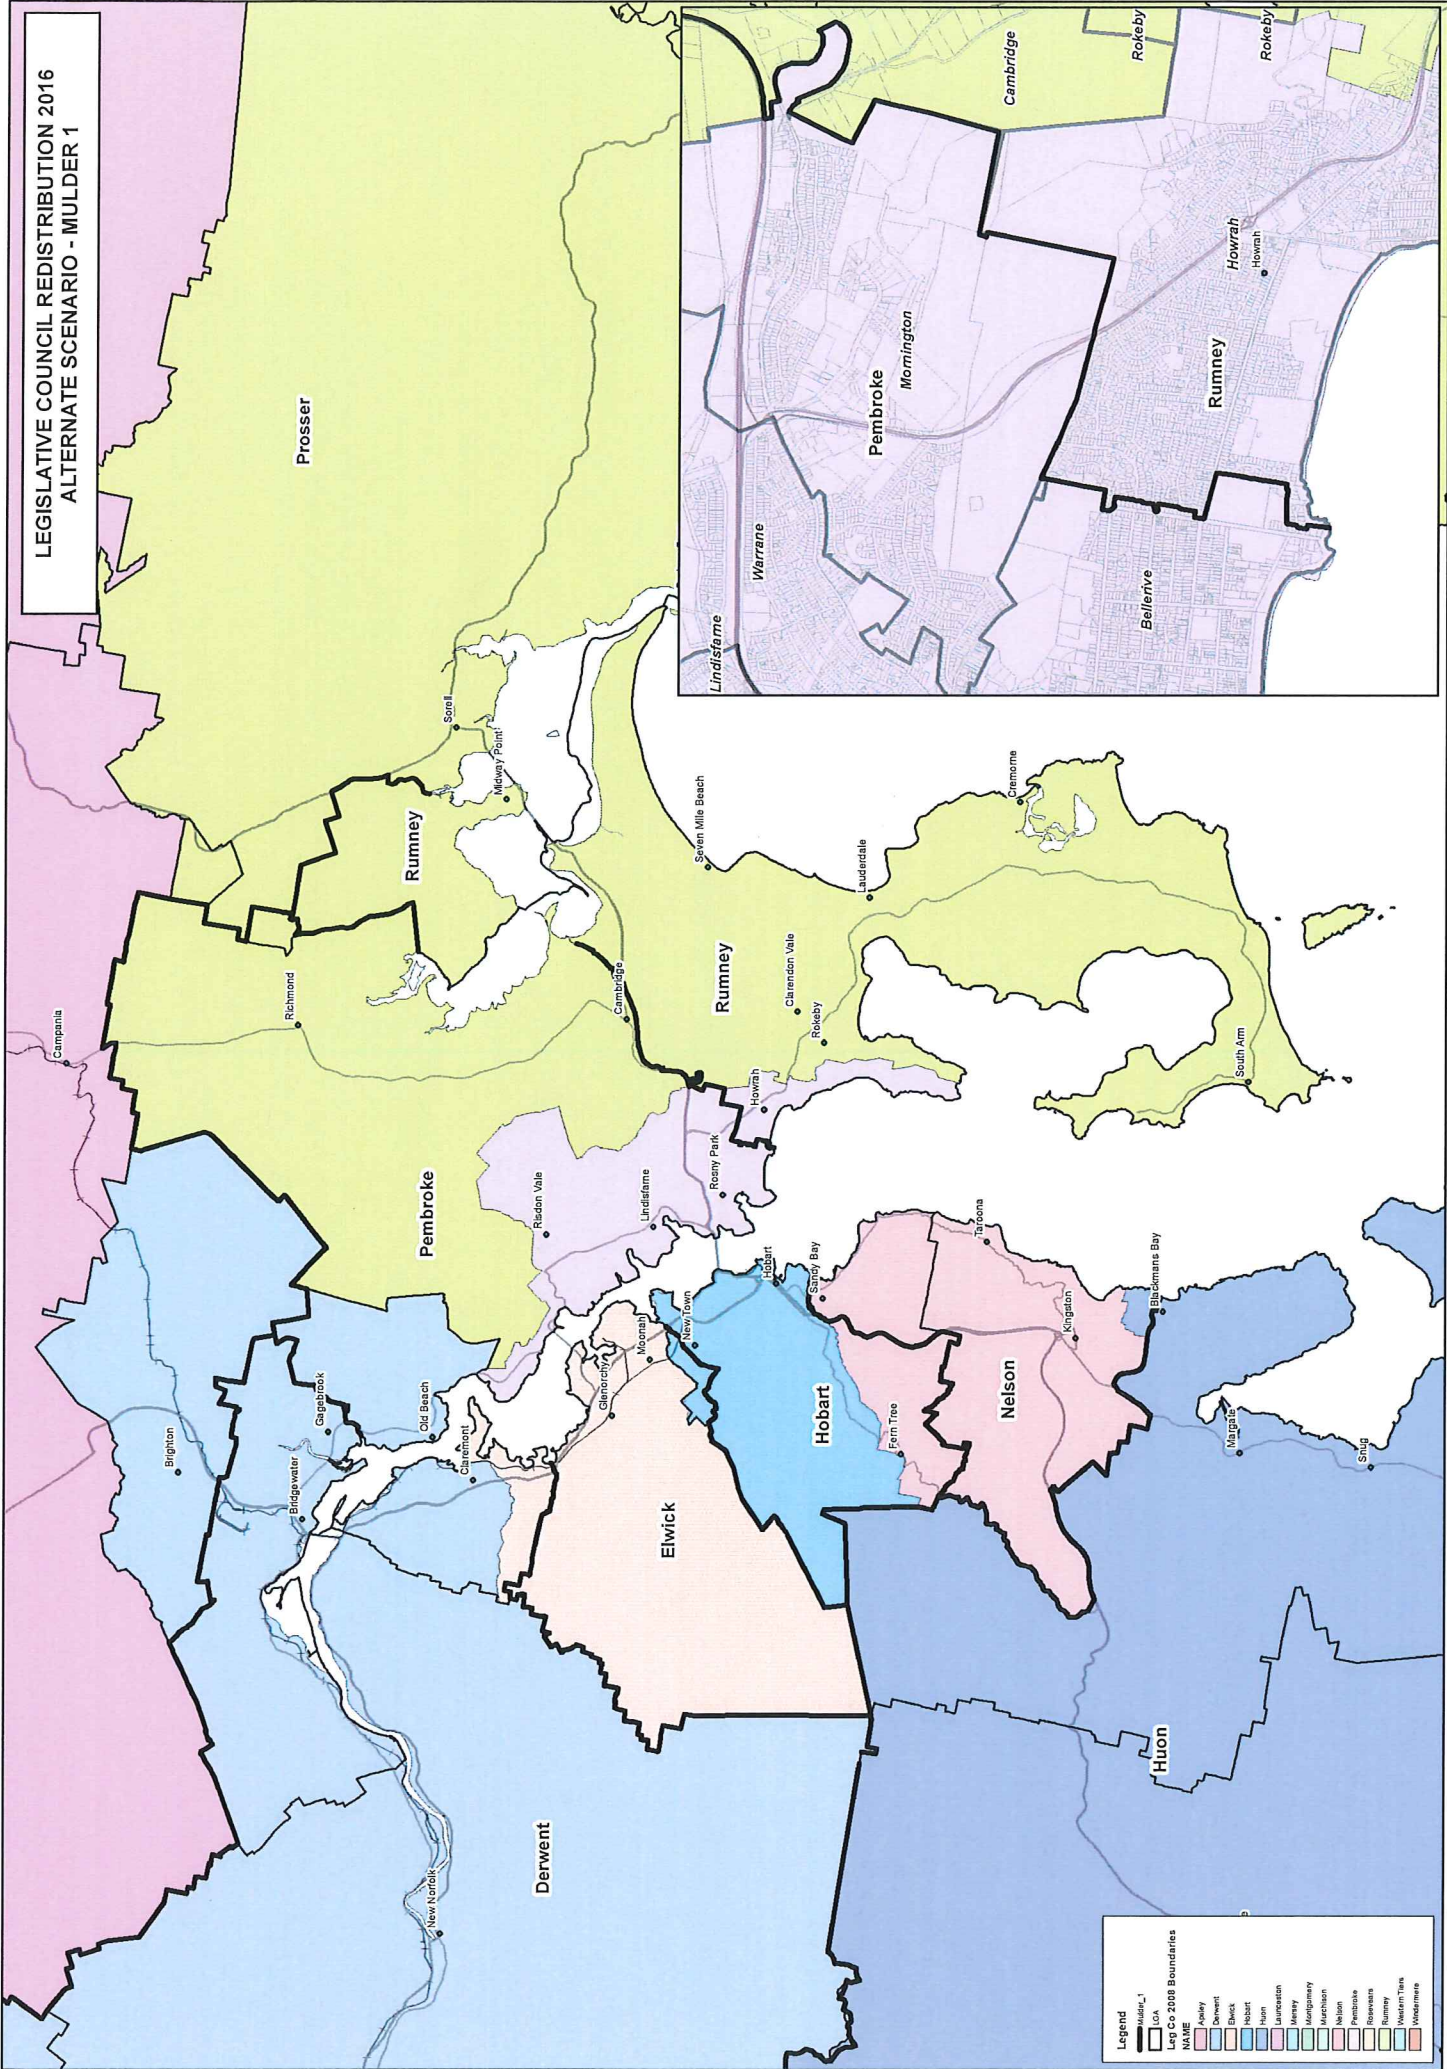 LEGISLATIVE COUNCIL REDISTRIBUTION 2016
ALTERNATE SCENARIO - MULDER 1
Campania
Prosser
Richmond
Sorell
Midway Point
Rumney
Cambridge
Seven Mile Beach
Rumney
Clarendon Vale
Rokeby
Lauderdale
Cremorne
South Arm
Howrah
Pembroke
Risdon Vale
Lindisfarne
Rosny Park
Brighton
Gagebrook
Bridgewater
Old Beach
Claremont
Glenorchy
Moonah
New Town
Hobart
Sandy Bay
Elwick
Hobart
Fern Tree
Taroona
Kingston
Nelson
Blackmans Bay
Margate
Snug
New Norfolk
Derwent
Huon
e
Lindisfarne
Warrane
Pembroke
Mornington
Cambridge
Rokeby
Rokeby
Bellerive
Rumney
Howrah
Howrah
Legend
Mulder_1
LGA
Leg Co 2008 Boundaries
NAME
Apsley
Derwent
Elwick
Hobart
Huon
Launceston
Mersey
Montgomery
Murchison
Nelson
Pembroke
Rosevears
Rumney
Western Tiers
Windermere